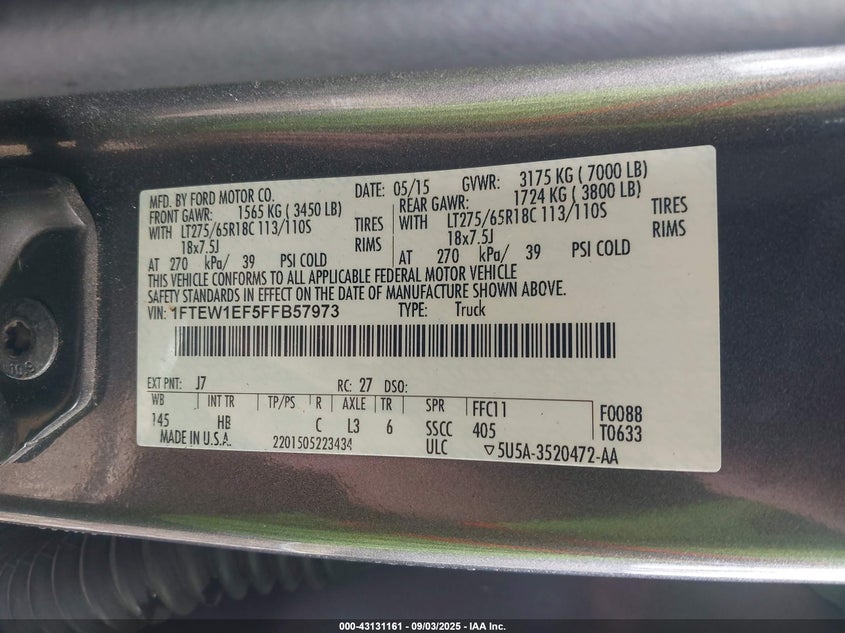 MFD. BY FORD MOTOR CO. DATE: 05/15 GVWR: 3175 KG ( 7000 LB)
FRONT GAWR: 1565 KG ( 3450 LB) REAR GAWR: 1724 KG ( 3800 LB)
WITH LT275/65R18C 113/110S TIRES WITH LT275/65R18C 113/110S TIRES
18x7.5J RIMS 18x7.5J RIMS
AT 270 kPa/ 39 PSI COLD AT 270 kPa/ 39 PSI COLD
THIS VEHICLE CONFORMS TO ALL APPLICABLE FEDERAL MOTOR VEHICLE
SAFETY STANDARDS IN EFFECT ON THE DATE OF MANUFACTURE SHOWN ABOVE.
VIN: 1FTEW1EF5FFB57973 TYPE: Truck
EXT PNT: J7 RC: 27 DSO:
WB INT TR TP/PS R AXLE TR SPR FFC11 F0088
145 HB C L3 6 SSCC 405 T0633
MADE IN U.S.A. 2201505223434 ULC ▽5U5A-3520472-AA
000-43131161 - 09/03/2025 - IAA Inc.